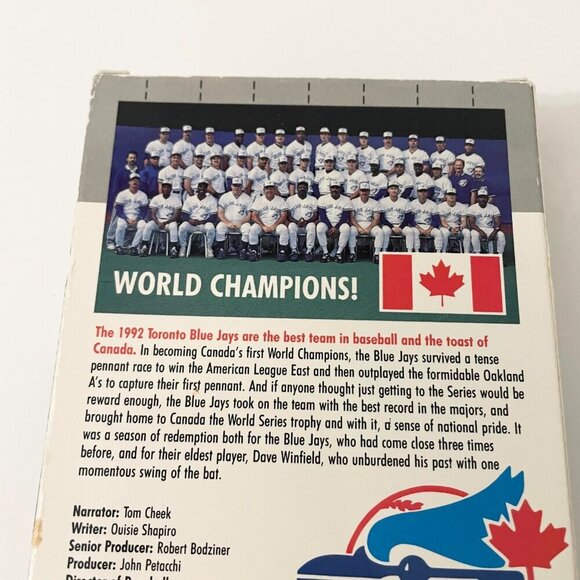 WORLD CHAMPIONS!
The 1992 Toronto Blue Jays are the best team in baseball and the toast of
Canada. In becoming Canada's first World Champions, the Blue Jays survived a tense
pennant race to win the American League East and then outplayed the formidable Oakland
A's to capture their first pennant. And if anyone thought just getting to the Series would be
reward enough, the Blue Jays took on the team with the best record in the majors, and
brought home to Canada the World Series trophy and with it, a sense of national pride. It
was a season of redemption both for the Blue Jays, who had come close three times
before, and for their eldest player, Dave Winfield, who unburdened his past with one
momentous swing of the bat.
Narrator: Tom Cheek
Writer: Ouisie Shapiro
Senior Producer: Robert Bodziner
Producer: John Petacchi